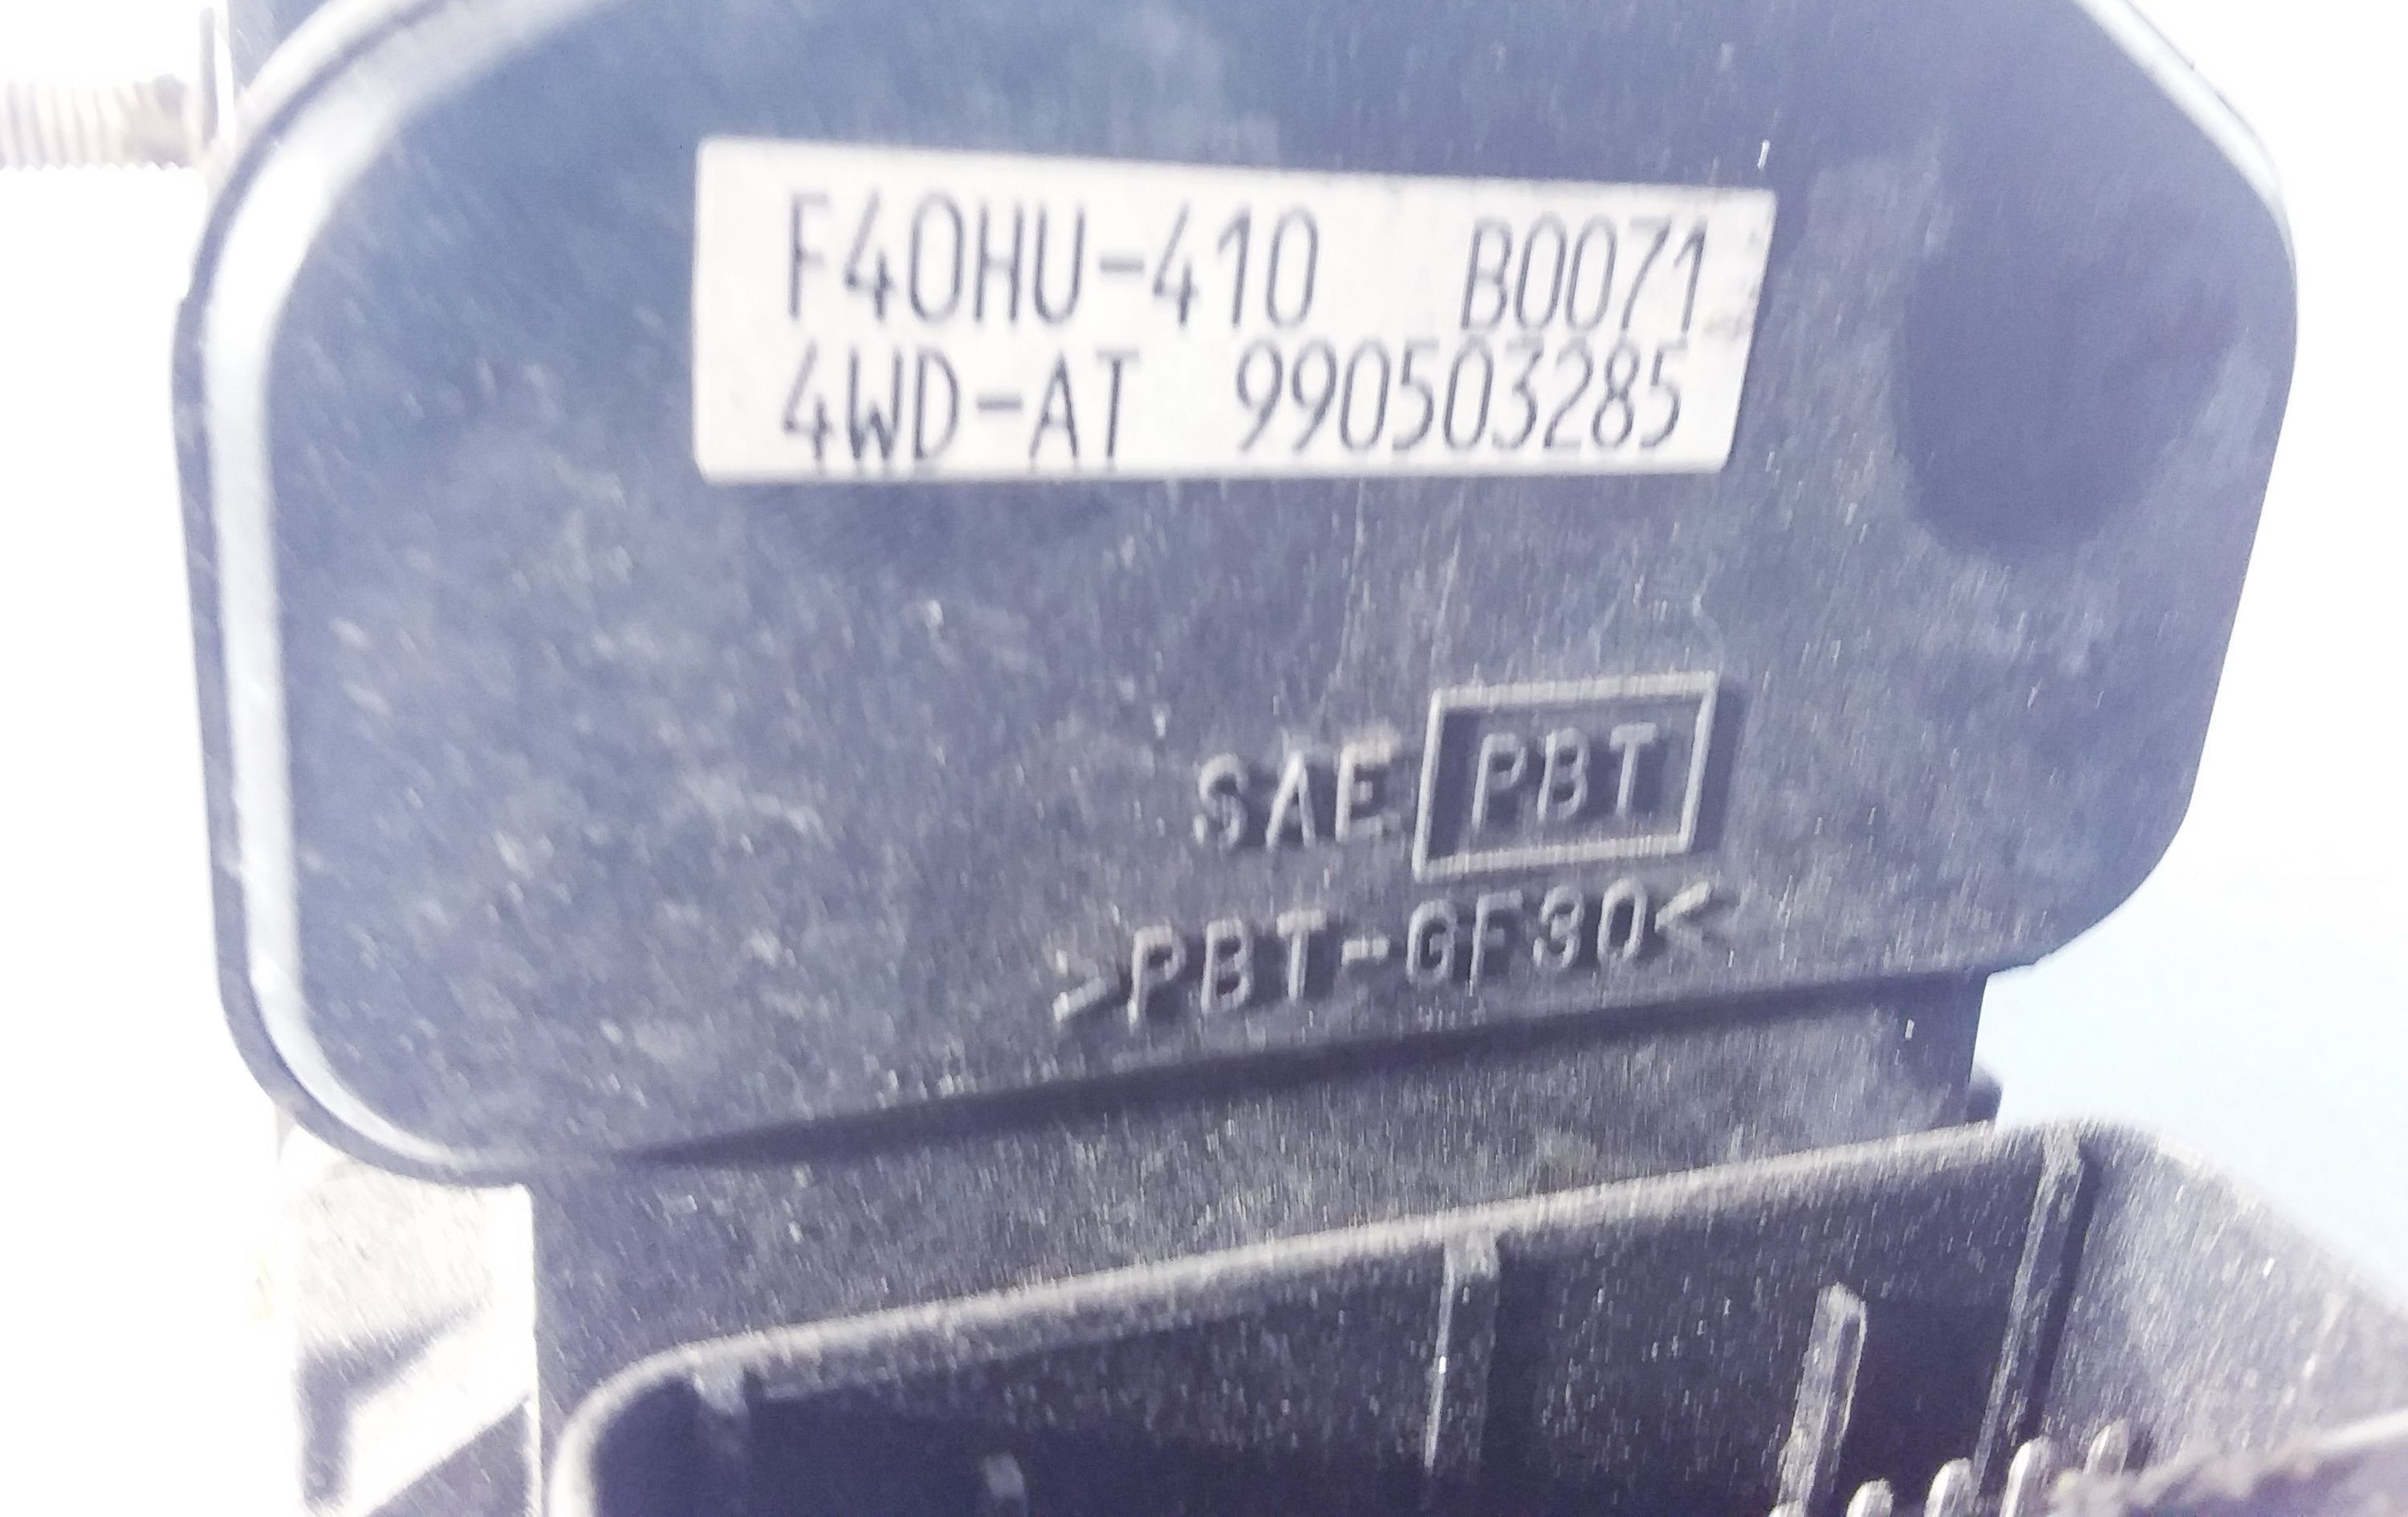 F40HU-410 B0071
4WD-AT 990503285
SAE PBT
>PBT-GF30<